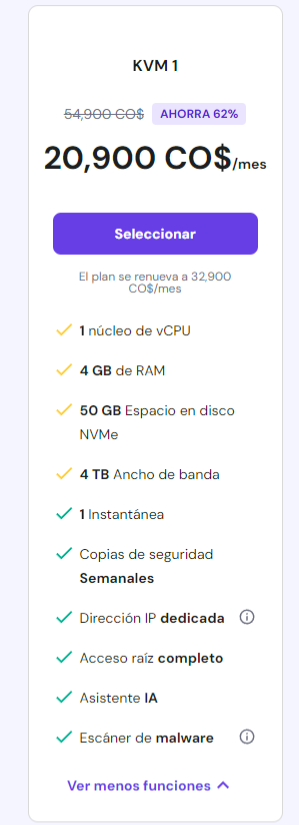 KVM 1
54,900 CO$ AHORRA 62%
20,900 CO$/mes
Seleccionar
El plan se renueva a 32,900
CO$/mes
1 núcleo de vCPU
4 GB de RAM
50 GB Espacio en disco
NVMe
4 TB Ancho de banda
1 Instantánea
Copias de seguridad
Semanales
Dirección IP dedicada
Acceso raíz completo
Asistente IA
Escáner de malware
Ver menos funciones